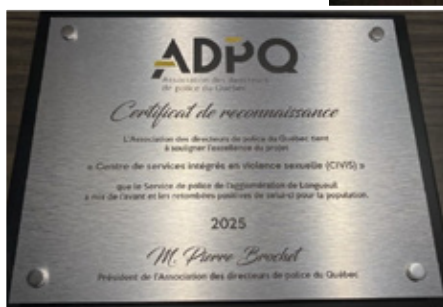 ADPQ
Association des directeurs
de police du Québec
Certificat de reconnaissance
L'Association des directeurs de police du Québec tient
à souligner l'excellence du projet
« Centre de services intégrés en violence sexuelle (CIVIS) »
que le Service de police de l'agglomération de Longueuil
a mis de l'avant et les retombées positives de celui-ci pour la population.
2025
M. Pierre Brochet
Président de l'Association des directeurs de police du Québec